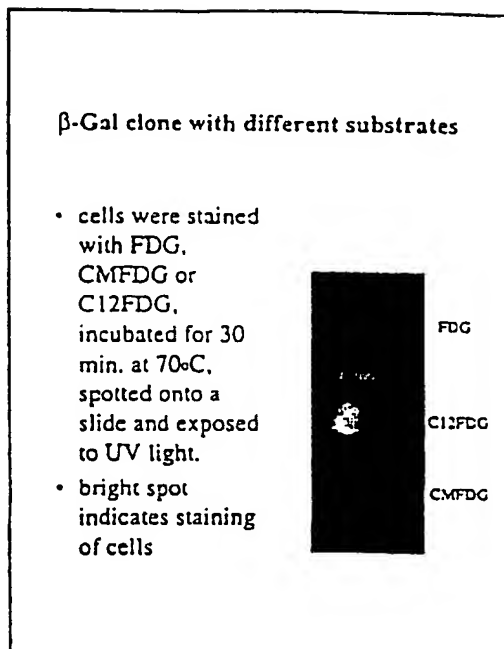 β-Gal clone with different substrates
• cells were stained
with FDG,
CMFDG or
C12FDG,
incubated for 30
min. at 70oC,
spotted onto a
slide and exposed
to UV light.
• bright spot
indicates staining
of cells
FDG
C12FDG
CMFDG